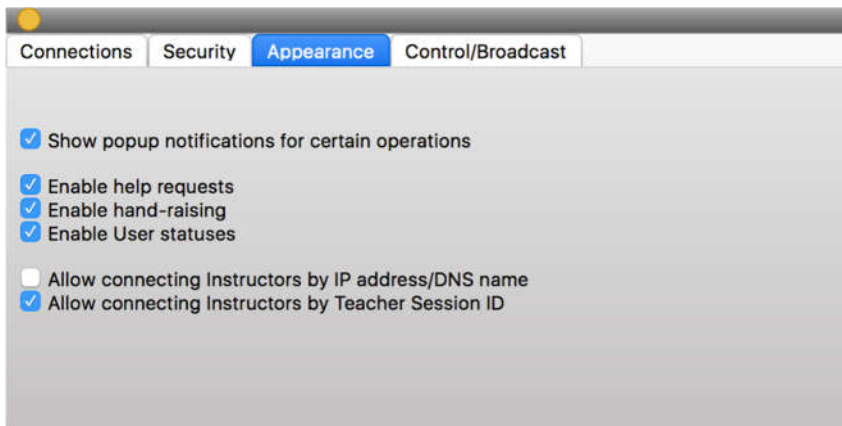 Connections Security Appearance Control/Broadcast
Show popup notifications for certain operations
Enable help requests
Enable hand-raising
Enable User statuses
Allow connecting Instructors by IP address/DNS name
Allow connecting Instructors by Teacher Session ID